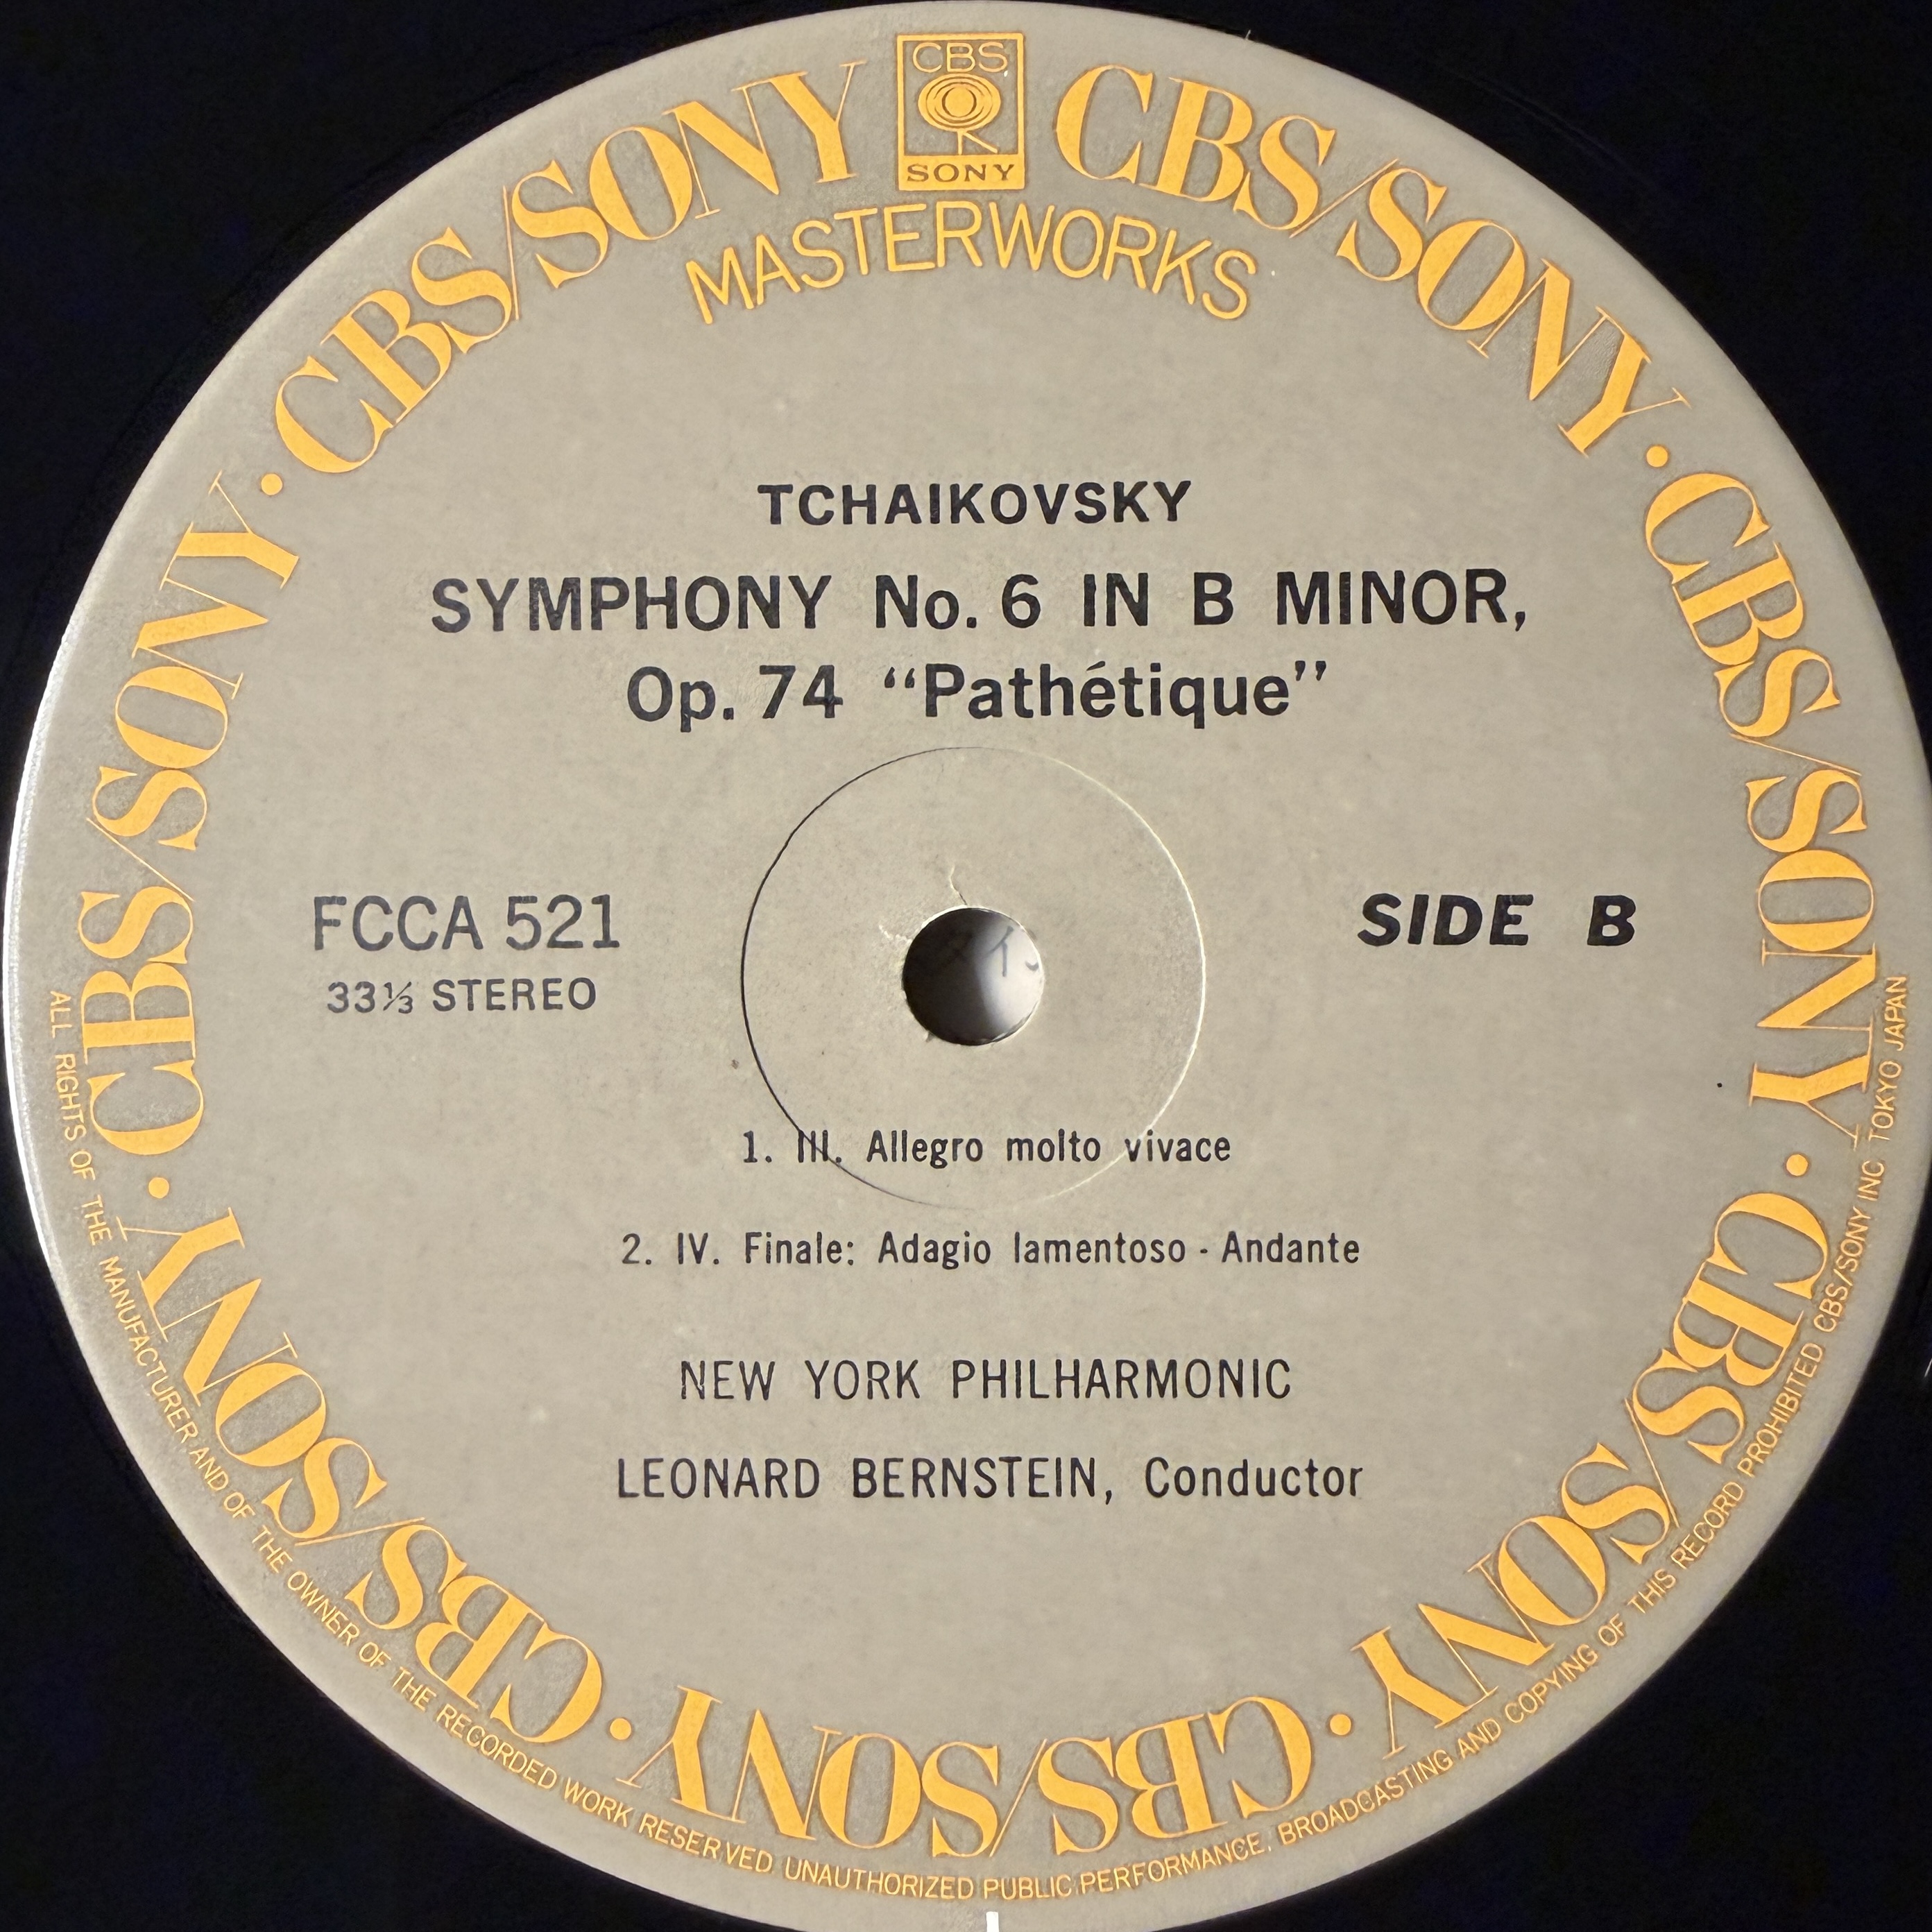 CBS
SONY
CBS/SONY · CBS/SONY · CBS/SONY · CBS/SONY · CBS/SONY · CBS/SONY · CBS/SONY · CBS/SONY
MASTERWORKS
TCHAIKOVSKY
SYMPHONY No. 6 IN B MINOR,
Op. 74 “Pathétique”
FCCA 521
33⅓ STEREO
SIDE B
1. III. Allegro molto vivace
2. IV. Finale: Adagio lamentoso - Andante
NEW YORK PHILHARMONIC
LEONARD BERNSTEIN, Conductor
ALL RIGHTS OF THE MANUFACTURER AND OF THE OWNER OF THE RECORDED WORK RESERVED UNAUTHORIZED PUBLIC PERFORMANCE, BROADCASTING AND COPYING OF THIS RECORD PROHIBITED CBS/SONY INC TOKYO JAPAN